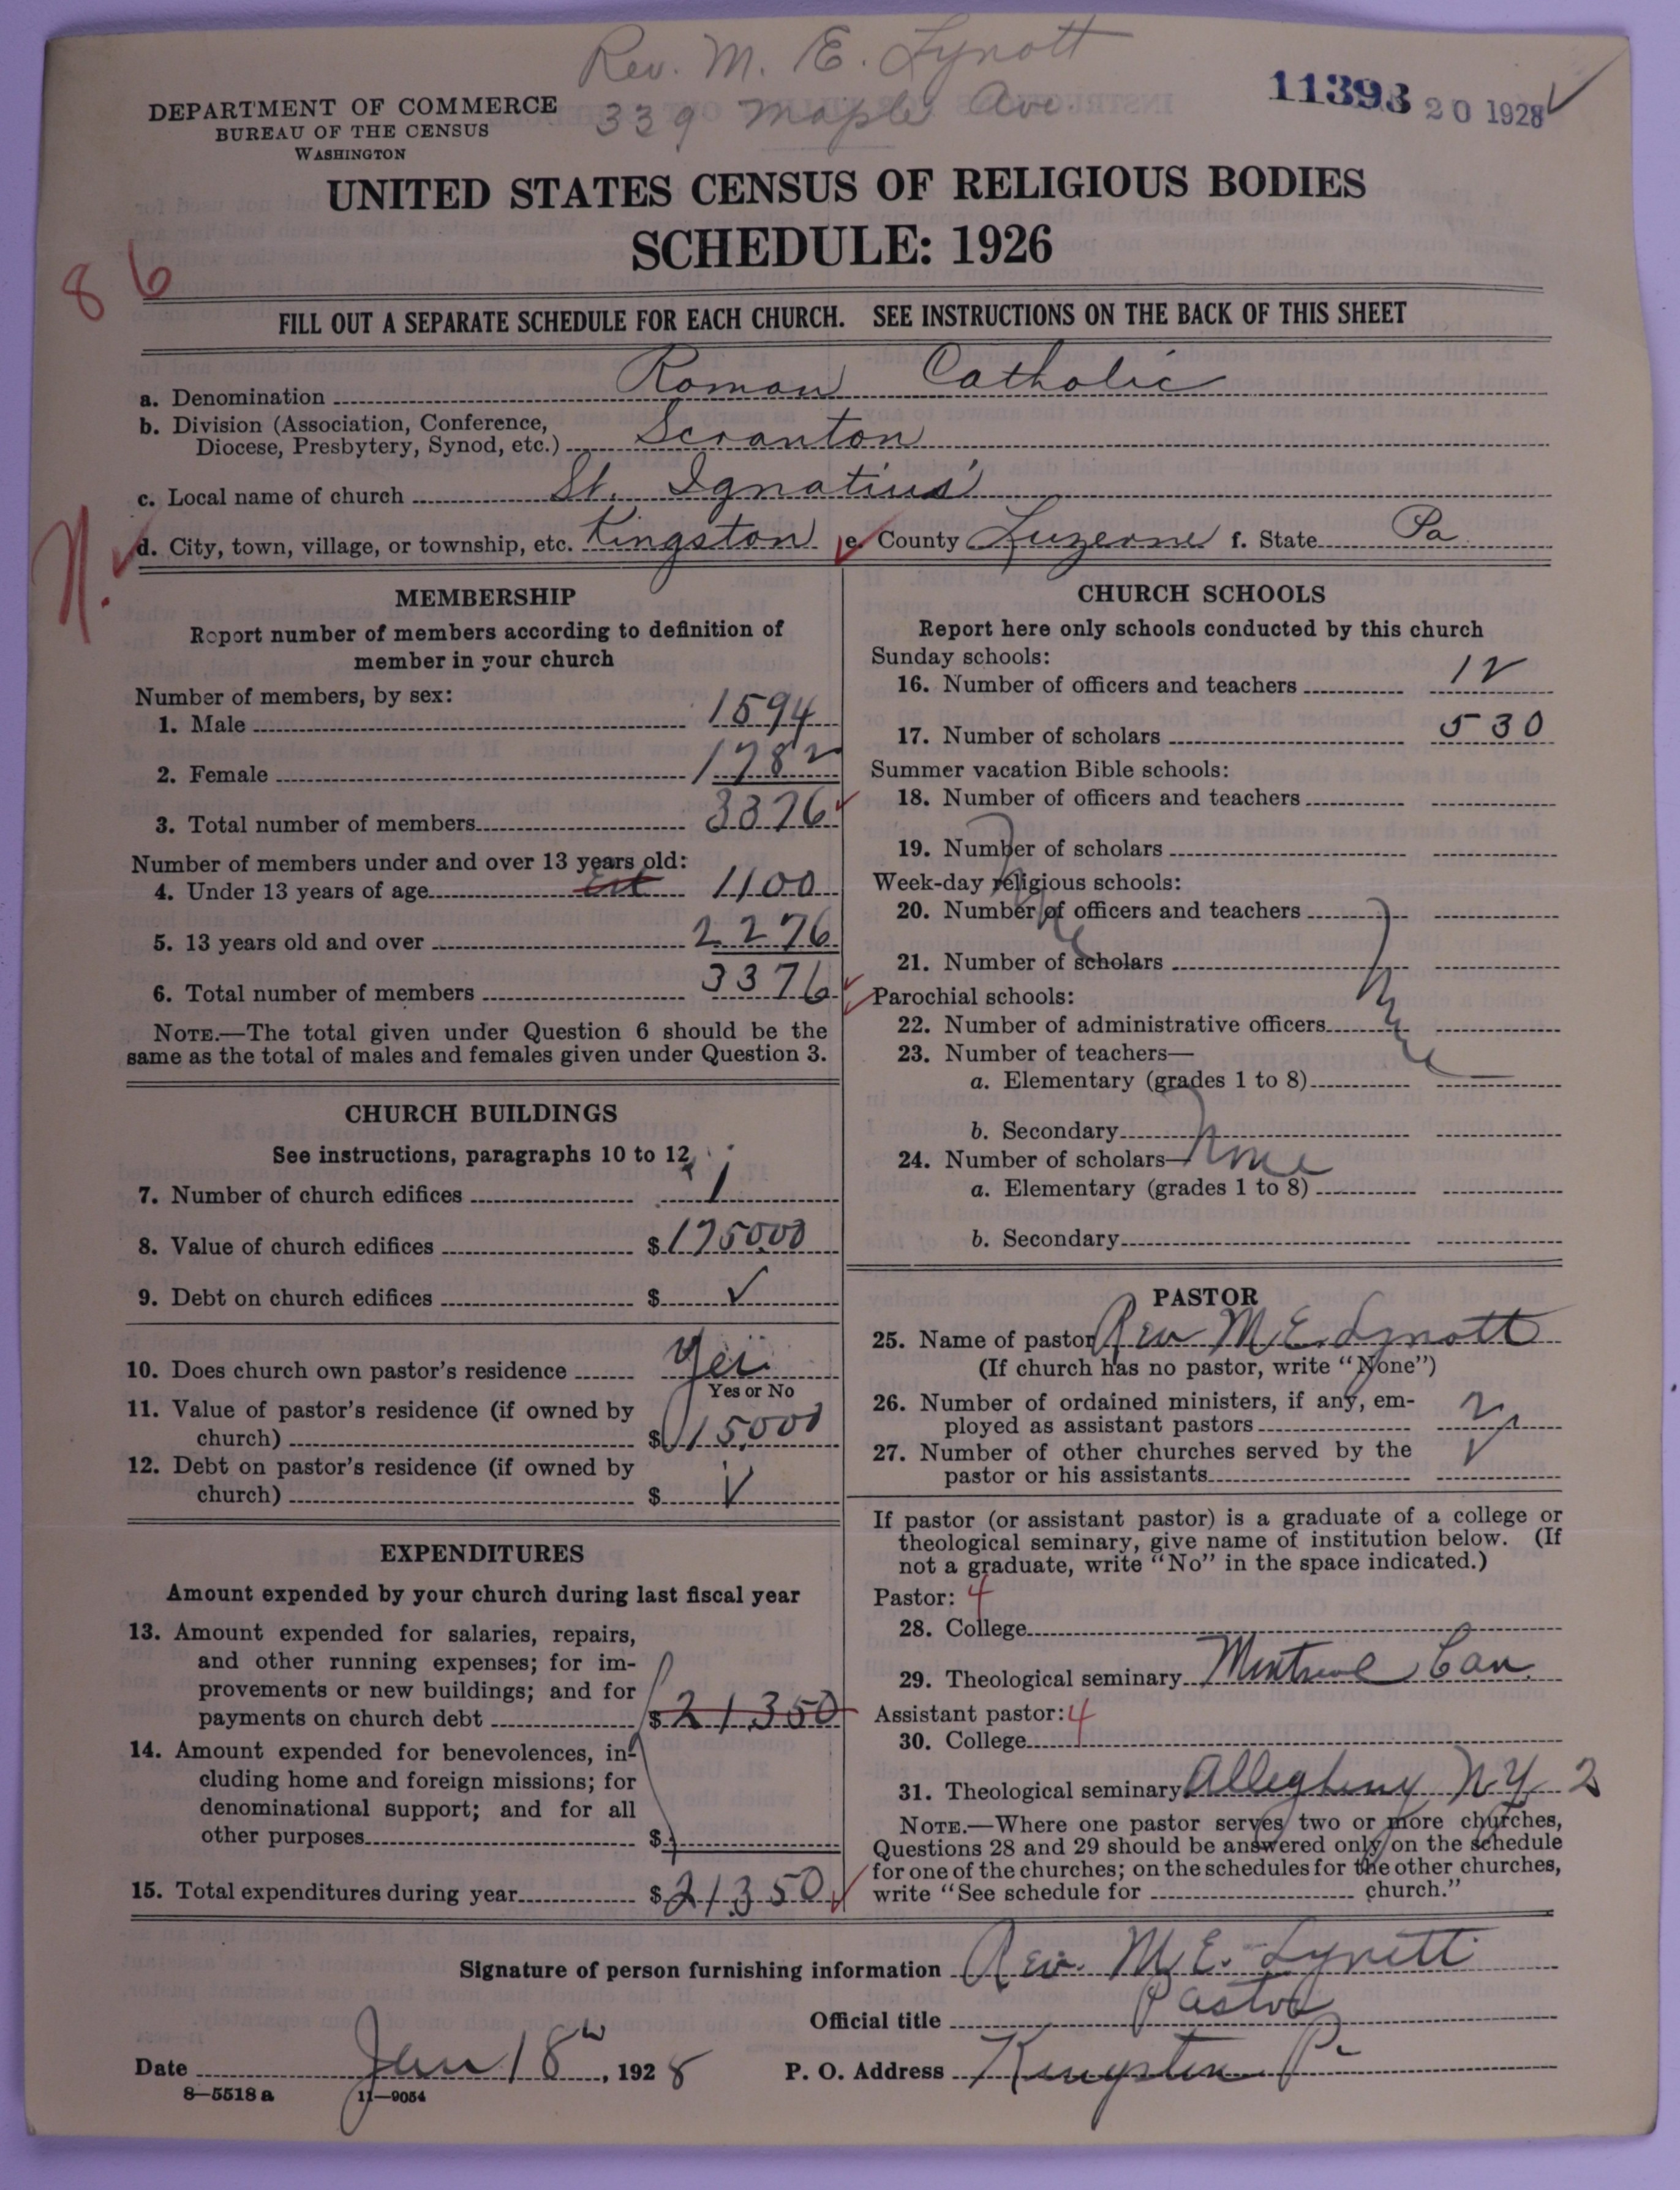 Rev. M. E. Lynott
339 Maple Ave.
11393 20 1928 ✓
DEPARTMENT OF COMMERCE
BUREAU OF THE CENSUS
WASHINGTON
UNITED STATES CENSUS OF RELIGIOUS BODIES
SCHEDULE: 1926
86
FILL OUT A SEPARATE SCHEDULE FOR EACH CHURCH. SEE INSTRUCTIONS ON THE BACK OF THIS SHEET
a. Denomination Roman Catholic
b. Division (Association, Conference,
Diocese, Presbytery, Synod, etc.) Scranton
c. Local name of church St. Ignatius
N. d. City, town, village, or township, etc. Kingston e. County Luzerne f. State Pa
MEMBERSHIP
Report number of members according to definition of
member in your church
Number of members, by sex:
1. Male 1594
2. Female 1782
3. Total number of members 3376
Number of members under and over 13 years old:
4. Under 13 years of age est 1100
5. 13 years old and over 2276
6. Total number of members 3376
NOTE.—The total given under Question 6 should be the
same as the total of males and females given under Question 3.
CHURCH BUILDINGS
See instructions, paragraphs 10 to 12
7. Number of church edifices 1
8. Value of church edifices $175000
9. Debt on church edifices $ ✓
10. Does church own pastor's residence Yes
Yes or No
11. Value of pastor's residence (if owned by
church) $15000
12. Debt on pastor's residence (if owned by
church) $ ✓
EXPENDITURES
Amount expended by your church during last fiscal year
13. Amount expended for salaries, repairs,
and other running expenses; for im-
provements or new buildings; and for
payments on church debt $21350
14. Amount expended for benevolences, in-
cluding home and foreign missions; for
denominational support; and for all
other purposes $
15. Total expenditures during year $21350
CHURCH SCHOOLS
Report here only schools conducted by this church
Sunday schools:
16. Number of officers and teachers 12
17. Number of scholars 530
Summer vacation Bible schools:
18. Number of officers and teachers
19. Number of scholars
None
Week-day religious schools:
20. Number of officers and teachers
21. Number of scholars
None
Parochial schools:
22. Number of administrative officers
23. Number of teachers—
a. Elementary (grades 1 to 8)
b. Secondary
24. Number of scholars— None
a. Elementary (grades 1 to 8)
b. Secondary
PASTOR
25. Name of pastor Rev M. E. Lynott
(If church has no pastor, write "None")
26. Number of ordained ministers, if any, em-
ployed as assistant pastors 2
27. Number of other churches served by the
pastor or his assistants ✓
If pastor (or assistant pastor) is a graduate of a college or
theological seminary, give name of institution below. (If
not a graduate, write "No" in the space indicated.)
Pastor: 4
28. College
29. Theological seminary Montreal Can.
Assistant pastor: 4
30. College
31. Theological seminary Allegheny N Y 2
NOTE.—Where one pastor serves two or more churches,
Questions 28 and 29 should be answered only on the schedule
for one of the churches; on the schedules for the other churches,
write "See schedule for church."
Signature of person furnishing information Rev. M. E. Lynott
Official title Pastor
Date Jan 18, 1928 P. O. Address Kingston Pa
8—5518 a 11—9054